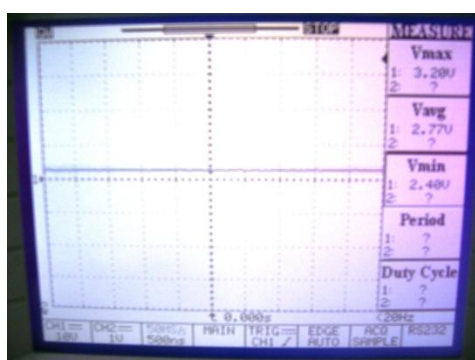 STOP
MEASURE
Vmax
1: 3.20V
2: ?
Vavg
1: 2.77V
2: ?
Vmin
1: 2.40V
2: ?
Period
1: ?
2: ?
Duty Cycle
1: ?
2: ?
0.000s
<20Hz
CH1
10V
CH2
1V
50MSa
500ns
MAIN
TRIG
CH1
EDGE
AUTO
ACQ
SAMPLE
RS232